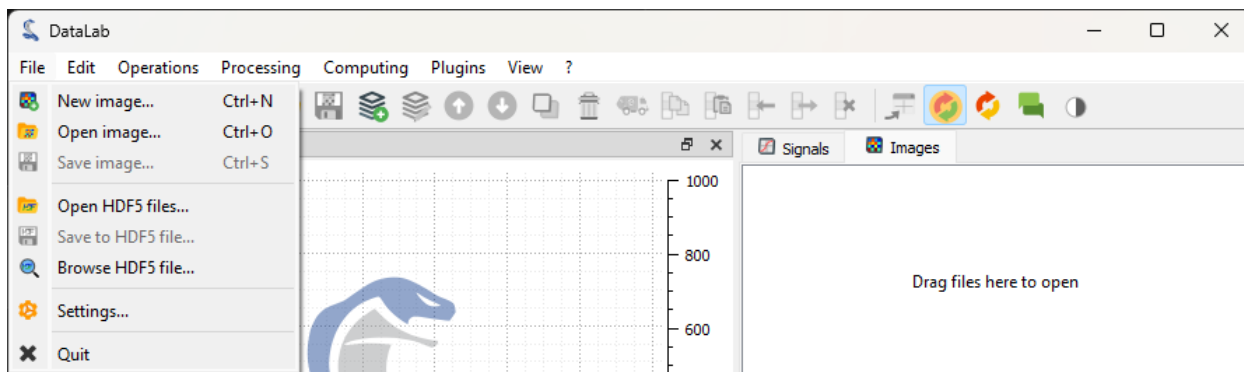 DataLab
File Edit Operations Processing Computing Plugins View ?
New image... Ctrl+N
Open image... Ctrl+O
Save image... Ctrl+S
Open HDF5 files...
Save to HDF5 file...
Browse HDF5 file...
Settings...
Quit
1000
800
600
Signals Images
Drag files here to open